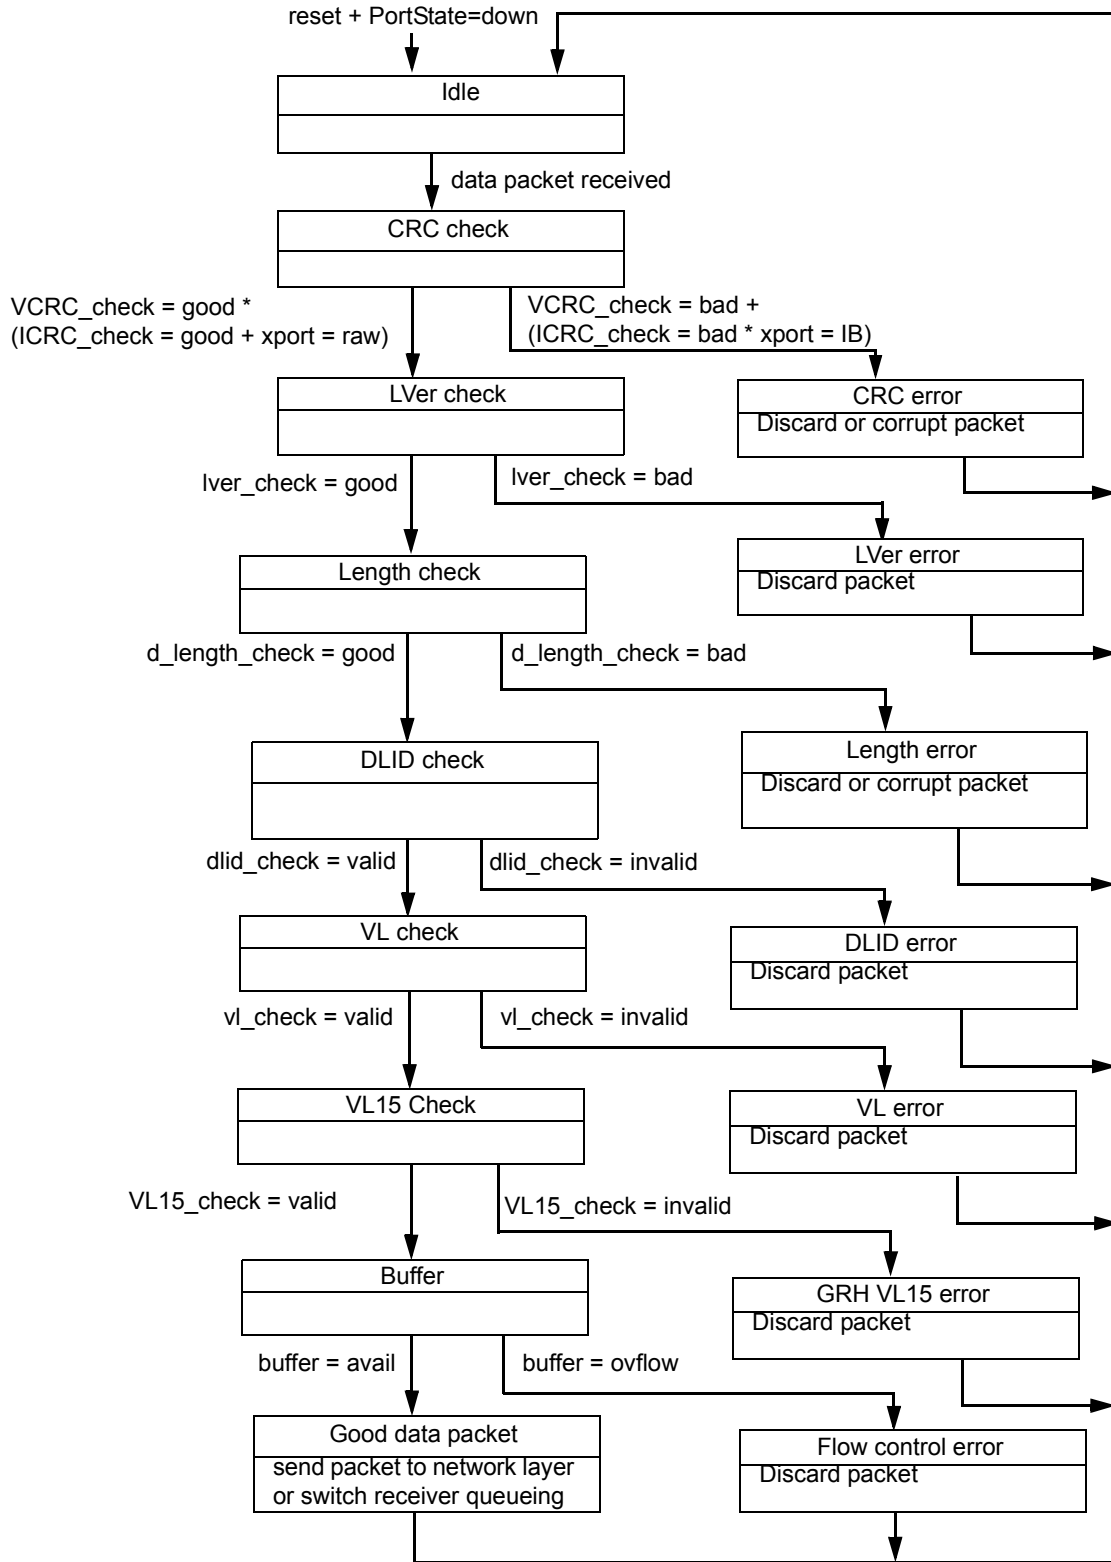 reset + PortState=down
Idle
data packet received
CRC check
VCRC_check = good *
(ICRC_check = good + xport = raw)
VCRC_check = bad +
(ICRC_check = bad * xport = IB)
LVer check
CRC error
Discard or corrupt packet
lver_check = good
lver_check = bad
LVer error
Discard packet
Length check
d_length_check = good
d_length_check = bad
Length error
Discard or corrupt packet
DLID check
dlid_check = valid
dlid_check = invalid
DLID error
Discard packet
VL check
vl_check = valid
vl_check = invalid
VL error
Discard packet
VL15 Check
VL15_check = valid
VL15_check = invalid
GRH VL15 error
Discard packet
Buffer
buffer = avail
buffer = ovflow
Good data packet
send packet to network layer
or switch receiver queueing
Flow control error
Discard packet